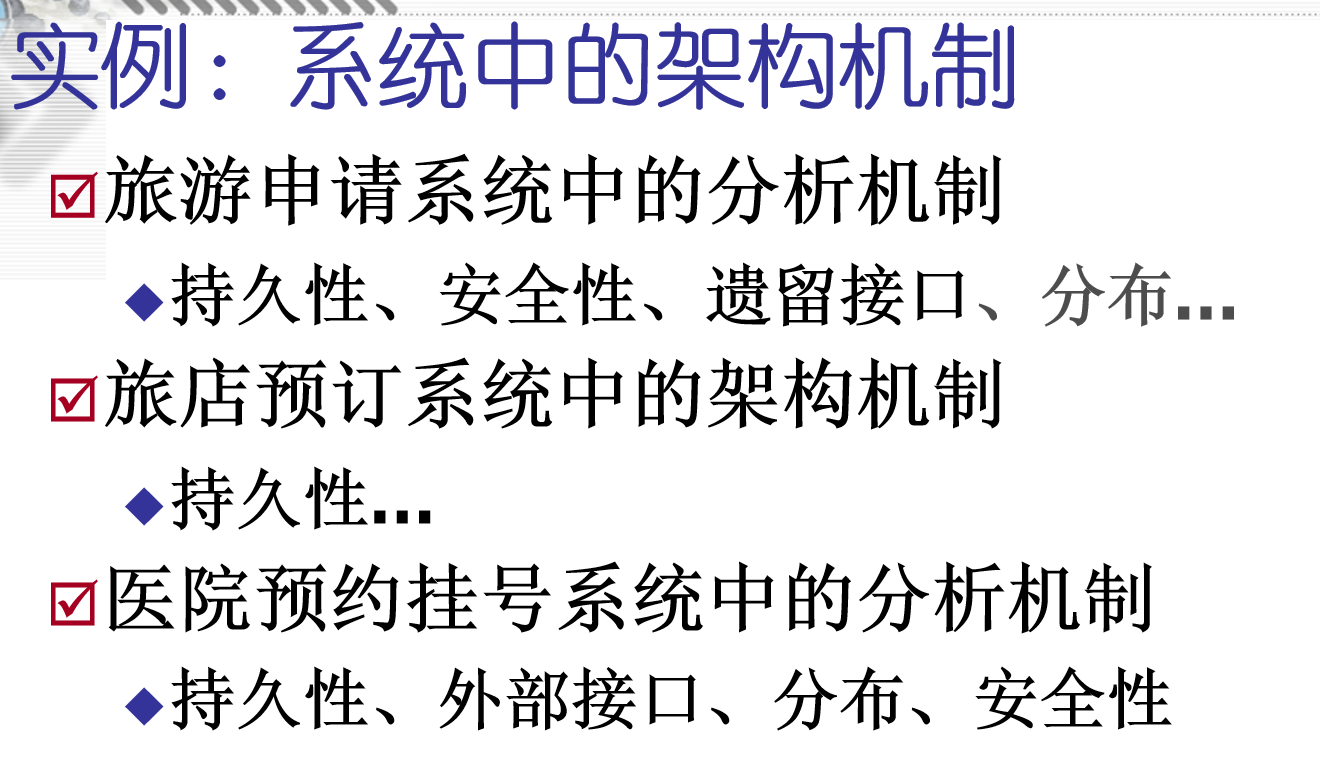 实例：系统中的架构机制
旅游申请系统中的分析机制
持久性、安全性、遗留接口、分布...
旅店预订系统中的架构机制
持久性...
医院预约挂号系统中的分析机制
持久性、外部接口、分布、安全性